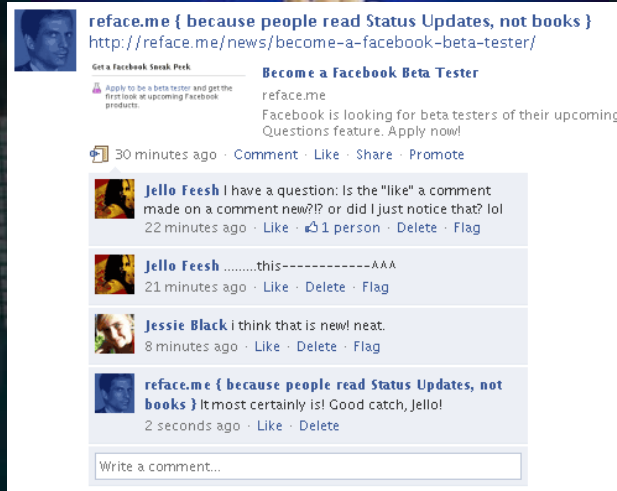 reface.me { because people read Status Updates, not books }
http://reface.me/news/become-a-facebook-beta-tester/
Get a Facebook Sneak Peek
Apply to be a beta tester and get the
first look at upcoming Facebook
products.
Become a Facebook Beta Tester
reface.me
Facebook is looking for beta testers of their upcoming
Questions feature. Apply now!
30 minutes ago · Comment · Like · Share · Promote
Jello Feesh I have a question: Is the "like" a comment
made on a comment new?!? or did I just notice that? lol
22 minutes ago · Like · 1 person · Delete · Flag
Jello Feesh .........this------------^^^
21 minutes ago · Like · Delete · Flag
Jessie Black i think that is new! neat.
8 minutes ago · Like · Delete · Flag
reface.me { because people read Status Updates, not
books } It most certainly is! Good catch, Jello!
2 seconds ago · Like · Delete
Write a comment...